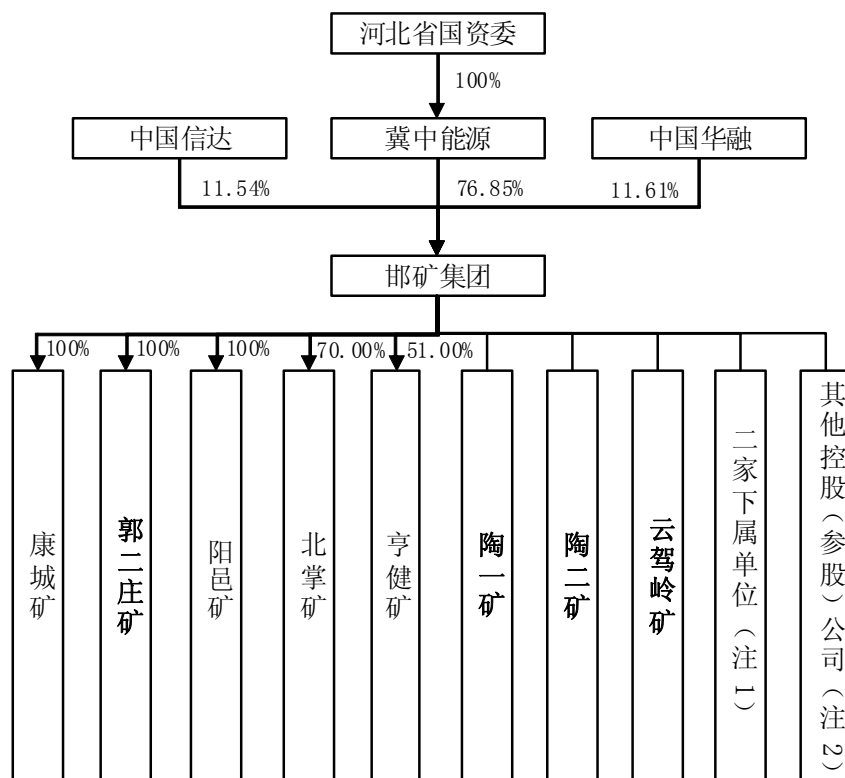 河北省国资委
100%
中国信达
冀中能源
中国华融
11.54%
76.85%
11.61%
邯矿集团
100%
100%
100%
70.00%
51.00%
康城矿
郭二庄矿
阳邑矿
北掌矿
亨健矿
陶一矿
陶二矿
云驾岭矿
二家下属单位（注1）
其他控股（参股）公司（注2）